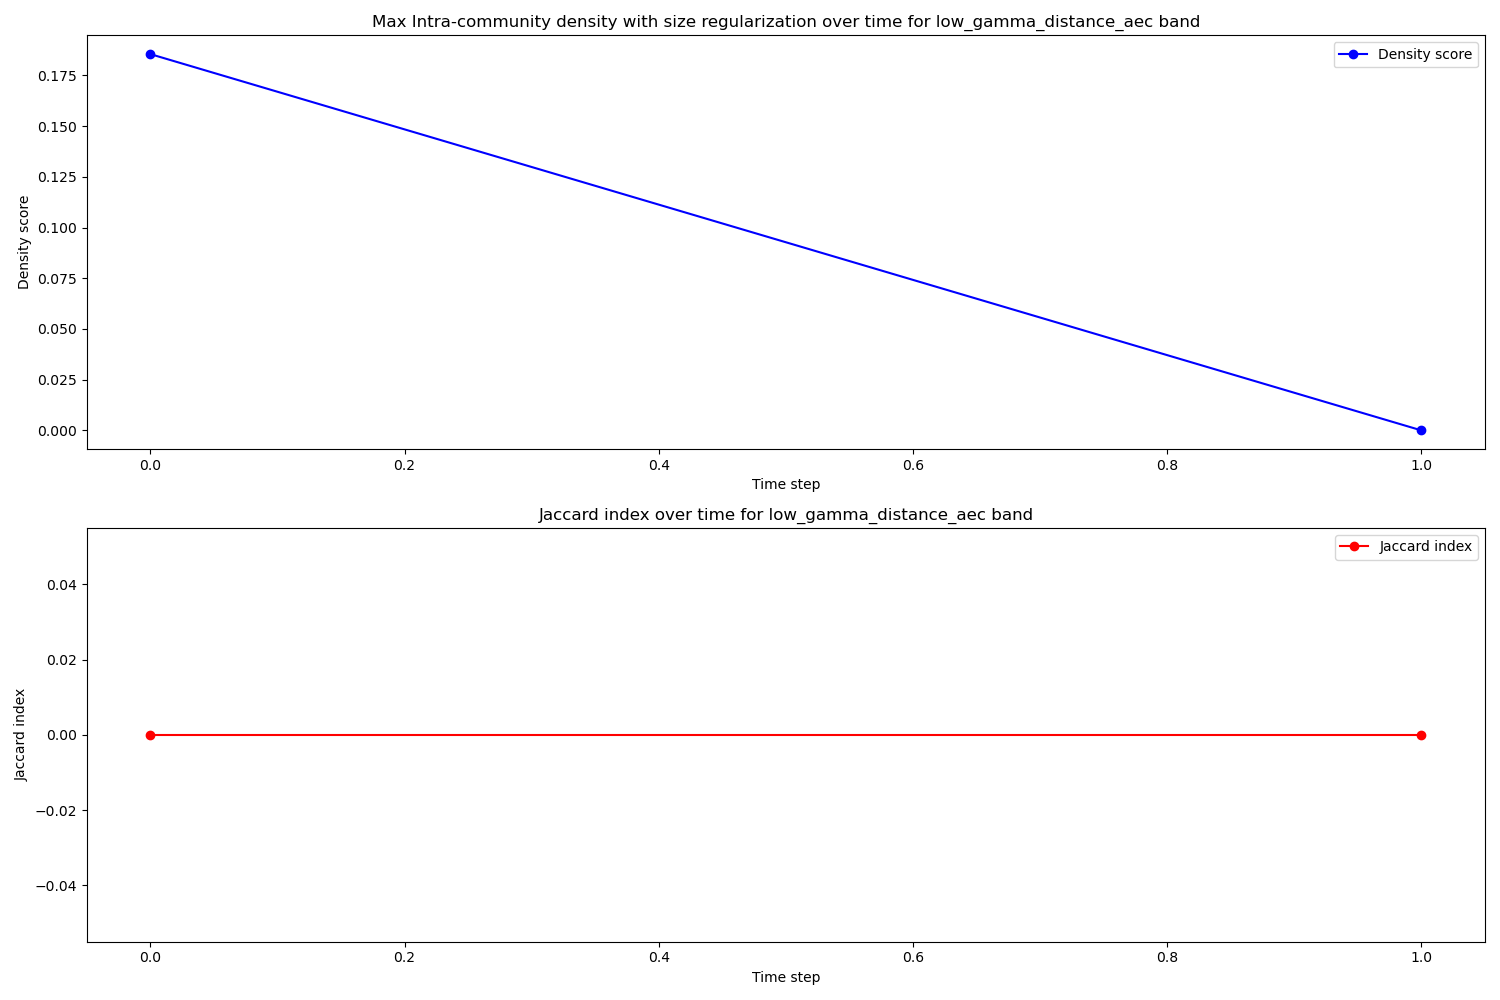 Max Intra-community density with size regularization over time for low_gamma_distance_aec band
Density score
0.175
0.150
0.125
0.100
0.075
0.050
0.025
0.000
Density score
0.0 0.2 0.4 0.6 0.8 1.0
Time step
Jaccard index over time for low_gamma_distance_aec band
Jaccard index
0.04
0.02
0.00
−0.02
−0.04
Jaccard index
0.0 0.2 0.4 0.6 0.8 1.0
Time step